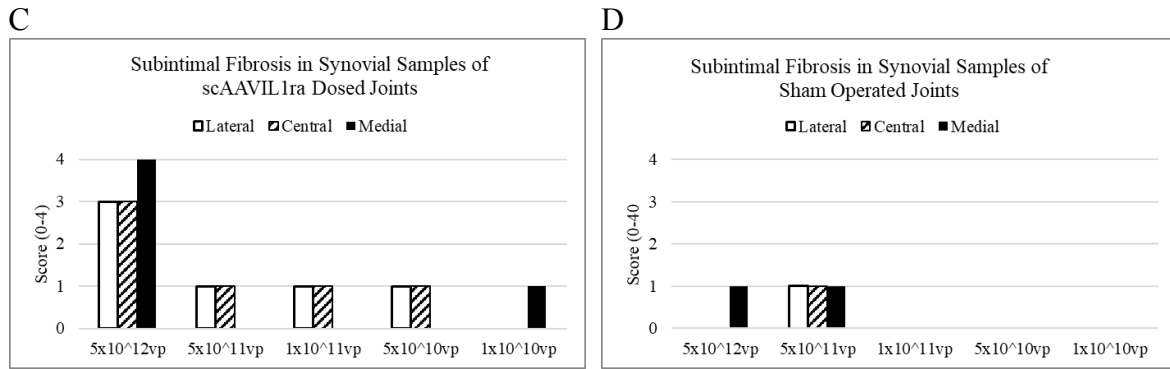 C
Subintimal Fibrosis in Synovial Samples of
scAAVIL1ra Dosed Joints
Lateral Central Medial
Score (0-4)
4
3
2
1
0
5x10^12vp 5x10^11vp 1x10^11vp 5x10^10vp 1x10^10vp
D
Subintimal Fibrosis in Synovial Samples of
Sham Operated Joints
Lateral Central Medial
Score (0-40
4
3
2
1
0
5x10^12vp 5x10^11vp 1x10^11vp 5x10^10vp 1x10^10vp